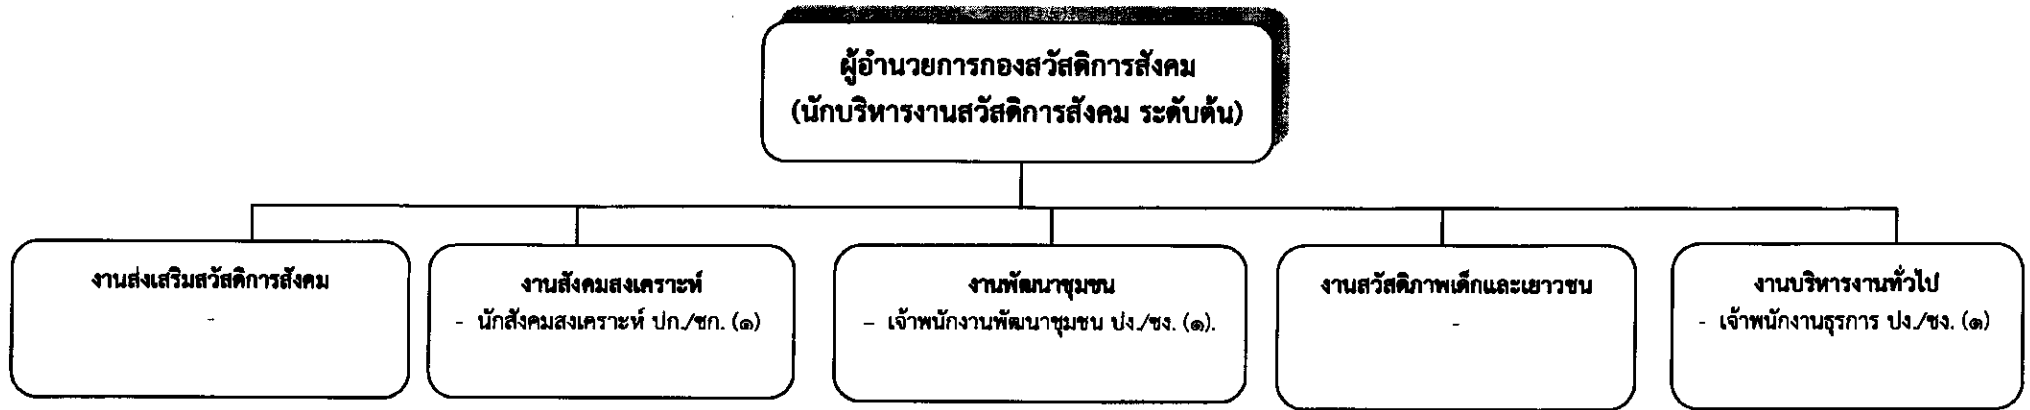 ผู้อำนวยการกองสวัสดิการสังคม
(นักบริหารงานสวัสดิการสังคม ระดับต้น)
งานส่งเสริมสวัสดิการสังคม
-
งานสังคมสงเคราะห์
- นักสังคมสงเคราะห์ ปก./ชก. (๑)
งานพัฒนาชุมชน
– เจ้าพนักงานพัฒนาชุมชน ปง./ชง. (๑).
งานสวัสดิภาพเด็กและเยาวชน
-
งานบริหารงานทั่วไป
- เจ้าพนักงานธุรการ ปง./ชง. (๑)